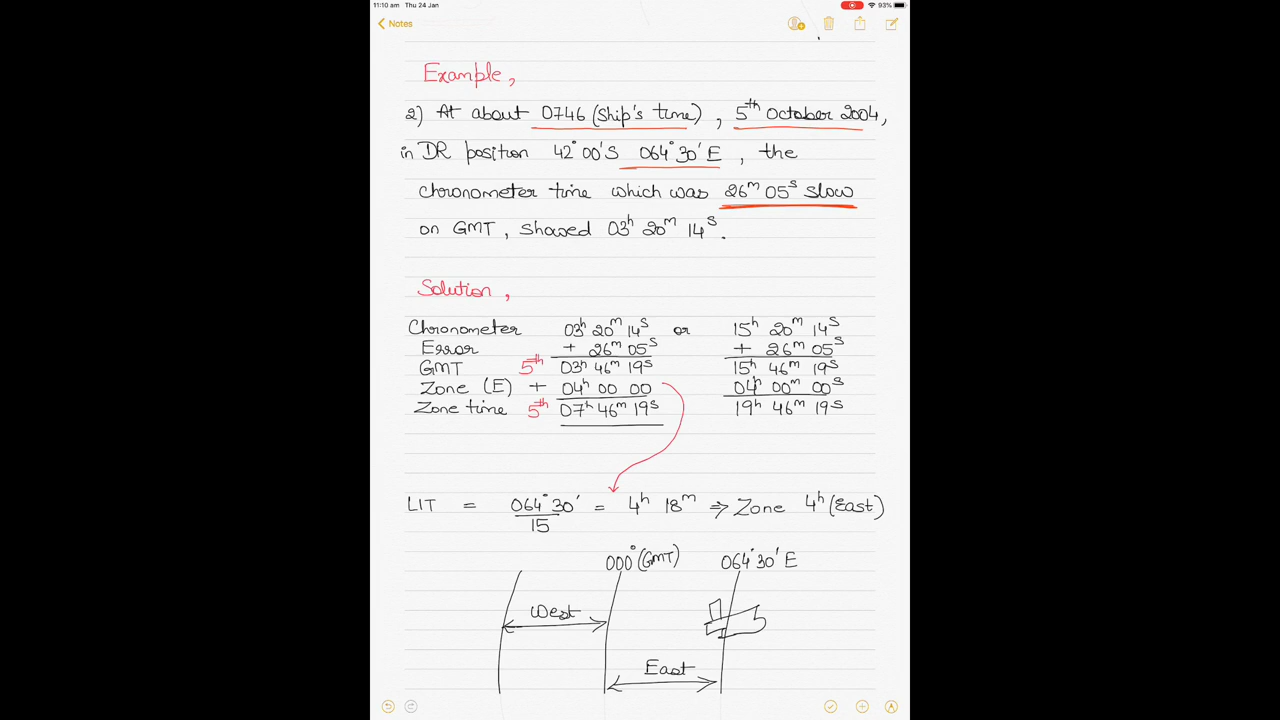 11:10 am Thu 24 Jan
93%
Notes
Example,
2) At about 0746 (Ship's time), 5th October 2004,
in DR position 42°00'S 064°30'E, the
chronometer time which was 26m 05s slow
on GMT, showed 03h 20m 14s.
Solution,
Chronometer 03h 20m 14s or 15h 20m 14s
Error + 26m 05s + 26m 05s
GMT 5th 03h 46m 19s 15h 46m 19s
Zone (E) + 04h 00 00 04h 00m 00s
Zone time 5th 07h 46m 19s 19h 46m 19s
LIT = 064°30' = 4h 18m ⇒ Zone 4h (East)
15
000° (GMT) 064°30'E
West
East